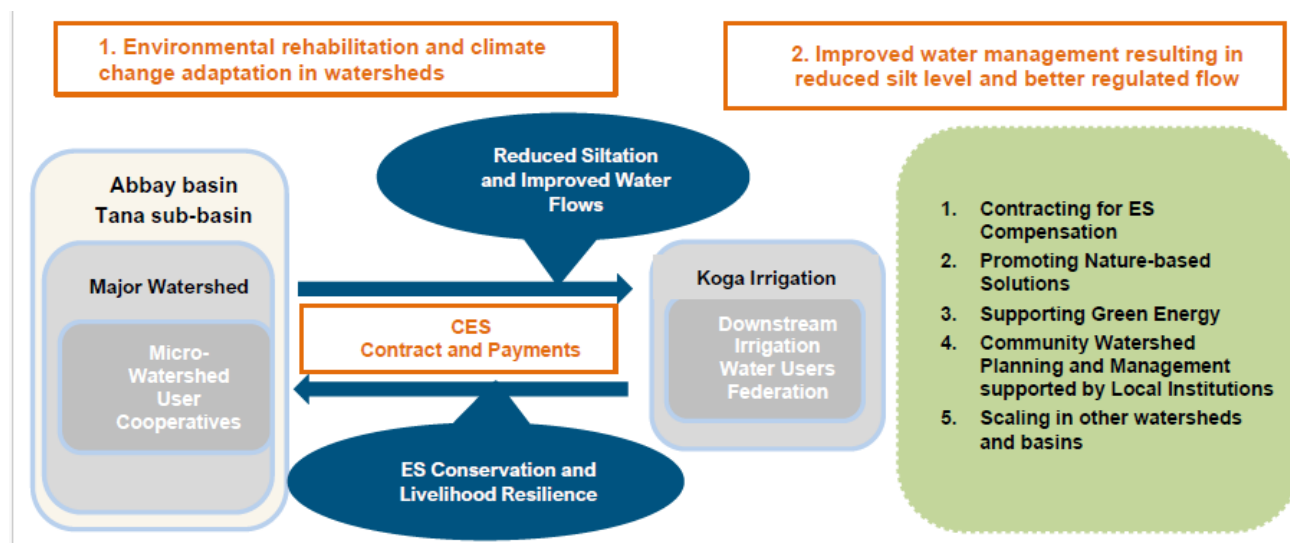 1. Environmental rehabilitation and climate
change adaptation in watersheds
2. Improved water management resulting in
reduced silt level and better regulated flow
Abbay basin
Tana sub-basin
Major Watershed
Micro-
Watershed
User
Cooperatives
Reduced Siltation
and Improved Water
Flows
CES
Contract and Payments
ES Conservation and
Livelihood Resilience
Koga Irrigation
Downstream
Irrigation
Water Users
Federation
1. Contracting for ES
Compensation
2. Promoting Nature-based
Solutions
3. Supporting Green Energy
4. Community Watershed
Planning and Management
supported by Local Institutions
5. Scaling in other watersheds
and basins